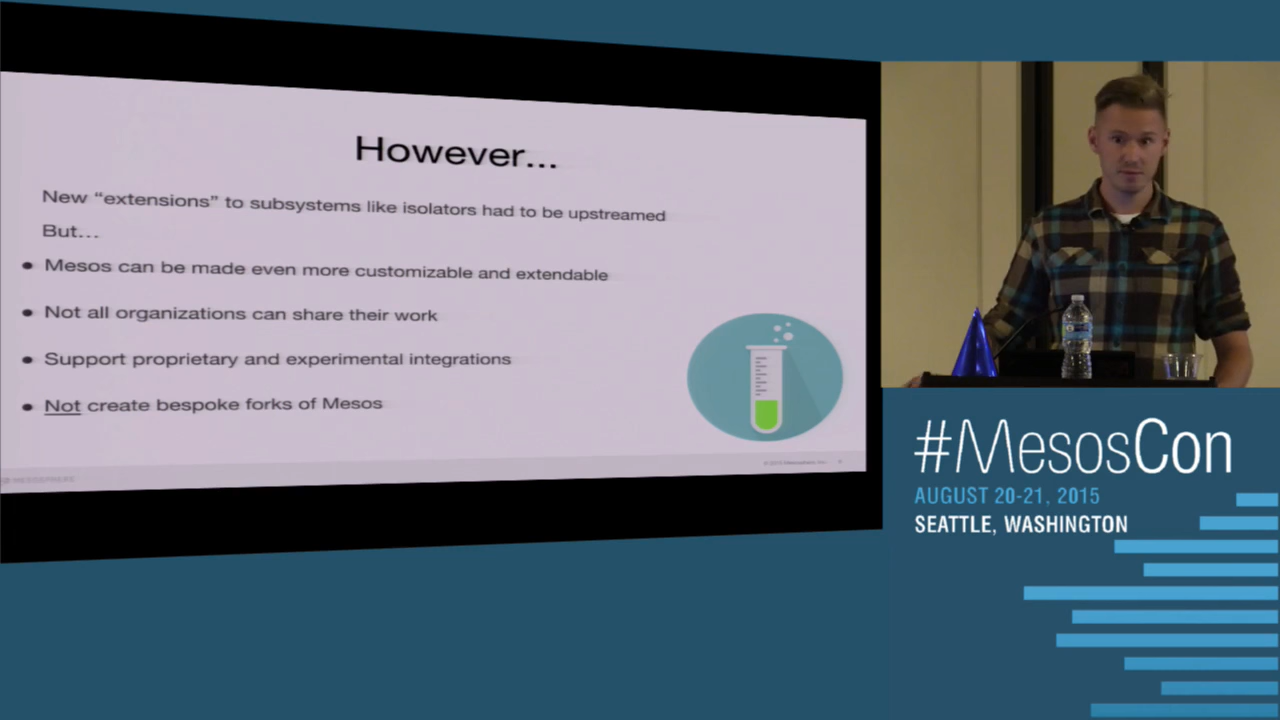 However...
New “extensions” to subsystems like isolators had to be upstreamed
But...
• Mesos can be made even more customizable and extendable
• Not all organizations can share their work
• Support proprietary and experimental integrations
• Not create bespoke forks of Mesos
#MesosCon
AUGUST 20-21, 2015
SEATTLE, WASHINGTON